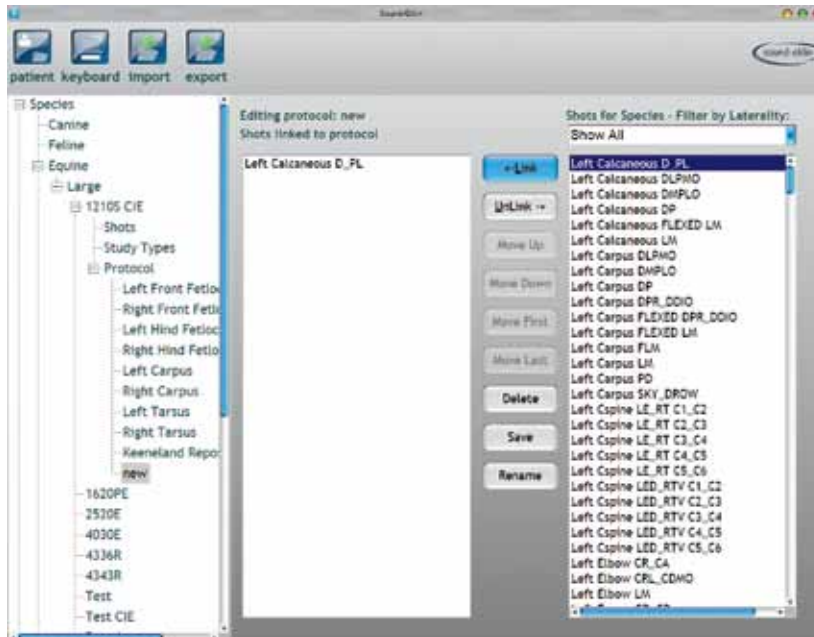 SoundEklin
sound-eklin
patient keyboard import export
Species
Canine
Feline
Equine
Large
1210S CIE
Shots
Study Types
Protocol
Left Front Fetloc
Right Front Fetlo
Left Hind Fetloc
Right Hind Fetlo
Left Carpus
Right Carpus
Left Tarsus
Right Tarsus
Keeneland Repo
new
1620PE
2530E
4030E
4336R
4343R
Test
Test CIE
Editing protocol: new
Shots linked to protocol
Left Calcaneous D_PL
<-Link
UnLink ->
Move Up
Move Down
Move First
Move Last
Delete
Save
Rename
Shots for Species - Filter by Laterality:
Show All
Left Calcaneous D_PL
Left Calcaneous DLPMO
Left Calcaneous DMPLO
Left Calcaneous DP
Left Calcaneous FLEXED LM
Left Calcaneous LM
Left Carpus DLPMO
Left Carpus DMPLO
Left Carpus DP
Left Carpus DPR_DDIO
Left Carpus FLEXED DPR_DDIO
Left Carpus FLEXED LM
Left Carpus FLM
Left Carpus LM
Left Carpus PD
Left Carpus SKY_DROW
Left Cspine LE_RT C1_C2
Left Cspine LE_RT C2_C3
Left Cspine LE_RT C3_C4
Left Cspine LE_RT C4_C5
Left Cspine LE_RT C5_C6
Left Cspine LED_RTV C1_C2
Left Cspine LED_RTV C2_C3
Left Cspine LED_RTV C3_C4
Left Cspine LED_RTV C4_C5
Left Cspine LED_RTV C5_C6
Left Elbow CR_CA
Left Elbow CRL_CDMO
Left Elbow LM